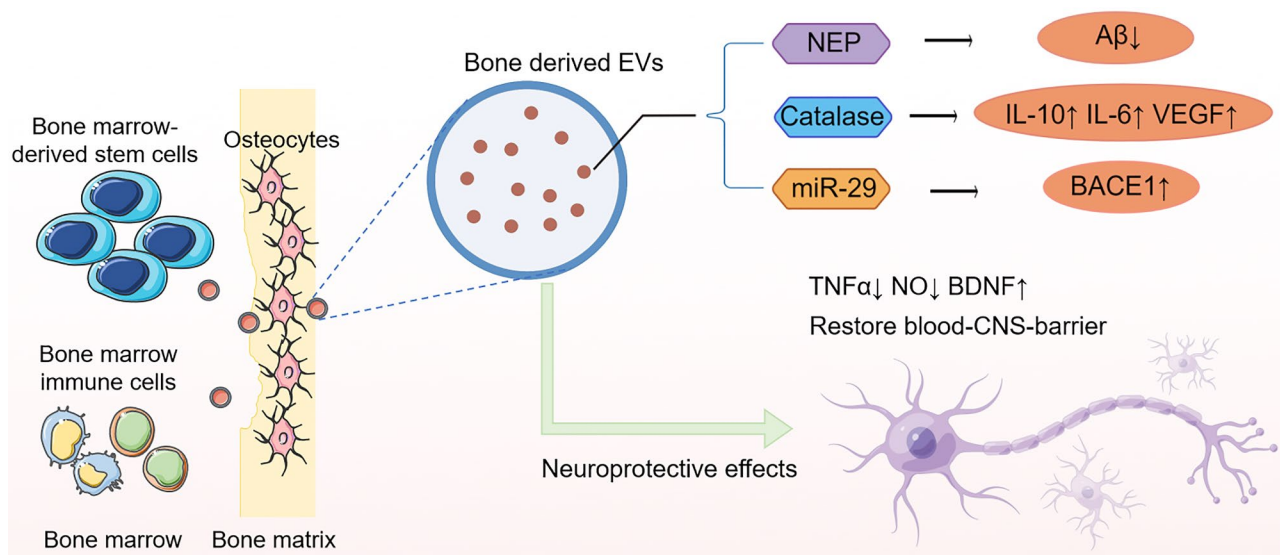 Bone marrow-
derived stem cells
Osteocytes
Bone marrow
immune cells
Bone marrow
Bone matrix
Bone derived EVs
NEP
Aβ↓
Catalase
IL-10↑ IL-6↑ VEGF↑
miR-29
BACE1↑
TNFα↓ NO↓ BDNF↑
Restore blood-CNS-barrier
Neuroprotective effects